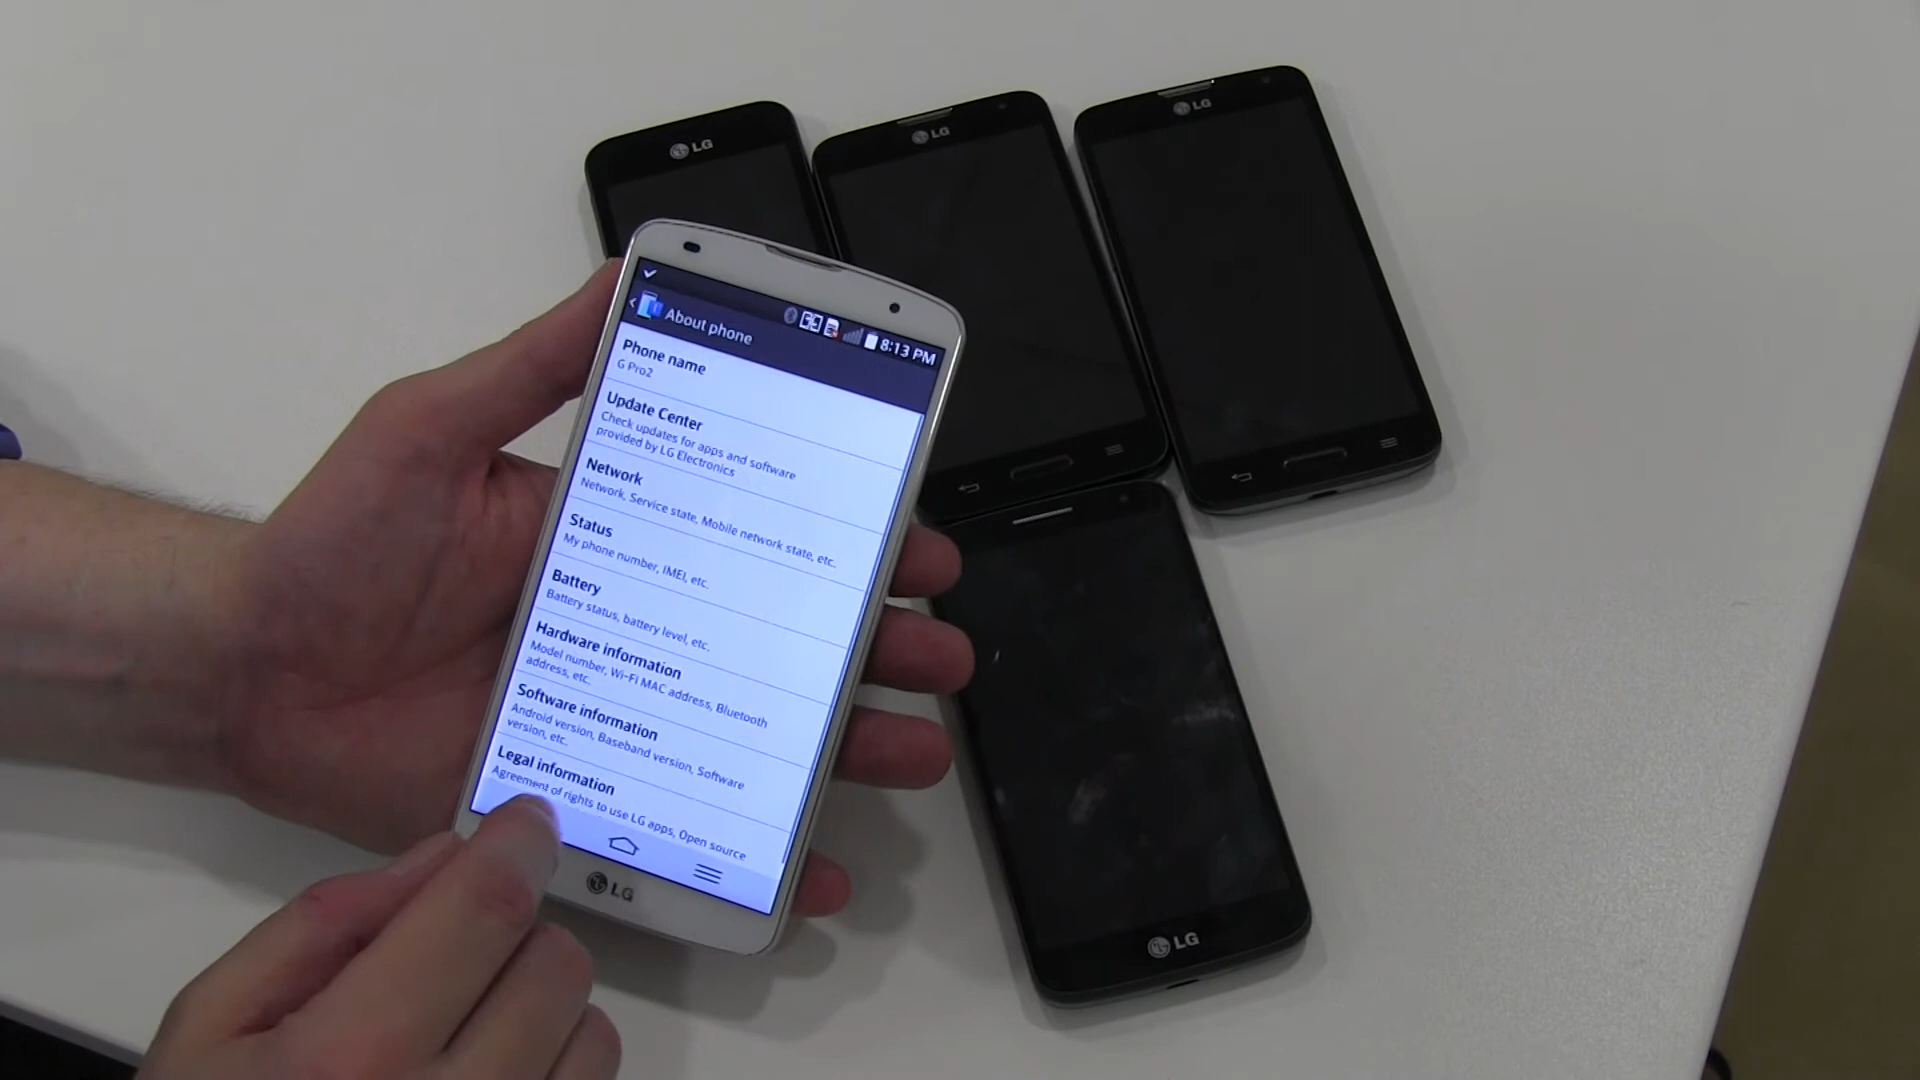 LG
LG
LG
8:13 PM
About phone
Phone name
G Pro2
Update Center
Check updates for apps and software
provided by LG Electronics
Network
Network, Service state, Mobile network state, etc.
Status
My phone number, IMEI, etc.
Battery
Battery status, battery level, etc.
Hardware information
Model number, Wi-Fi MAC address, Bluetooth
address, etc.
Software information
Android version, Baseband version, Software
version, etc.
Legal information
Agreement of rights to use LG apps, Open source
LG
LG